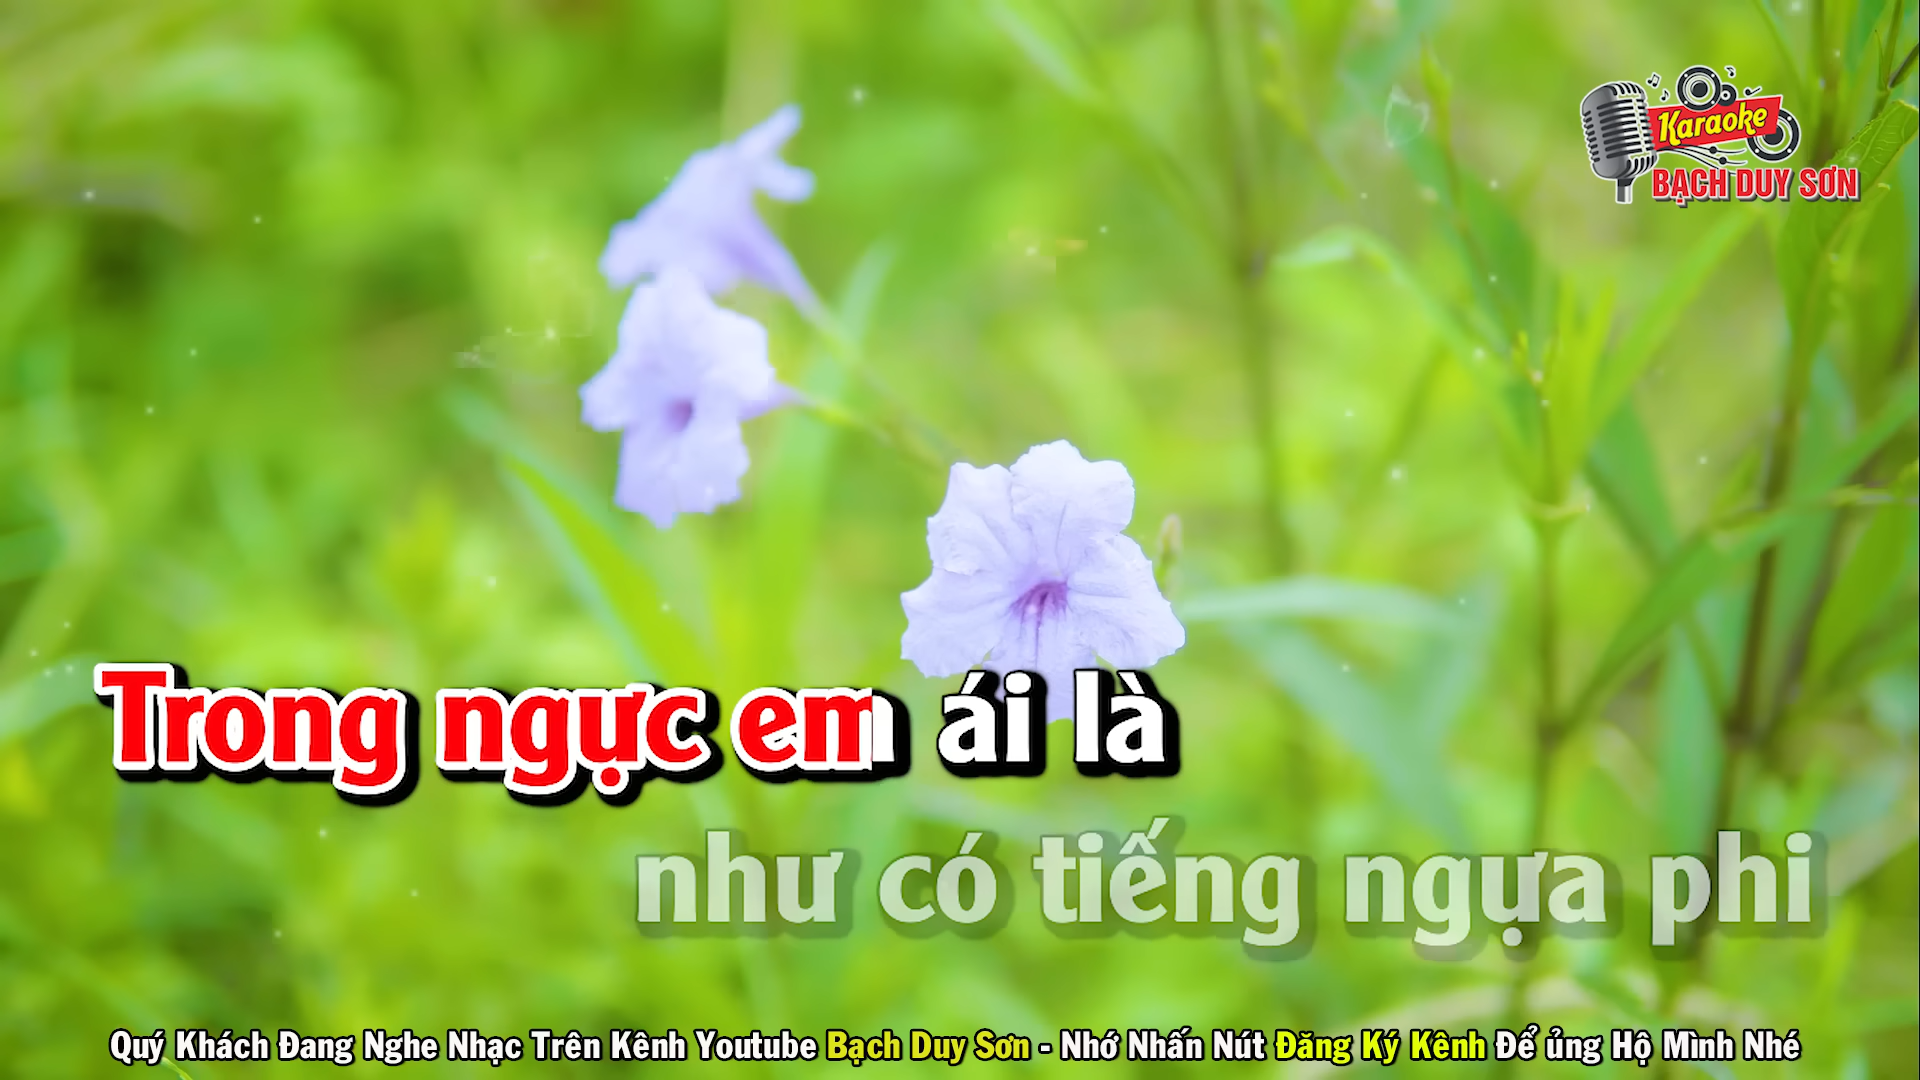 Karaoke
BẠCH DUY SƠN
Trong ngực em ái là
như có tiếng ngựa phi
Quý Khách Đang Nghe Nhạc Trên Kênh Youtube Bạch Duy Sơn - Nhớ Nhấn Nút Đăng Ký Kênh Để ủng Hộ Mình Nhé